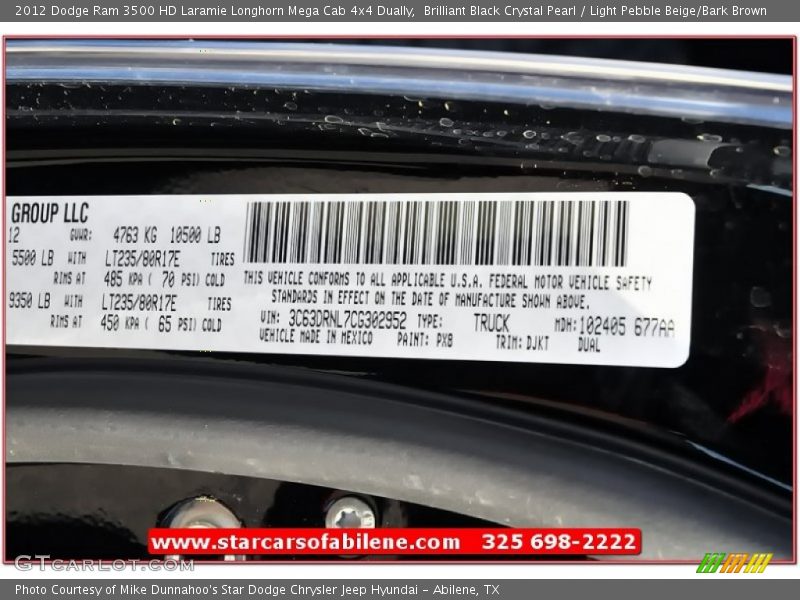 2012 Dodge Ram 3500 HD Laramie Longhorn Mega Cab 4x4 Dually, Brilliant Black Crystal Pearl / Light Pebble Beige/Bark Brown
GROUP LLC
12 GVWR: 4763 KG 10500 LB
5500 LB WITH LT235/80R17E TIRES
RIMS AT 485 KPA ( 70 PSI) COLD
9350 LB WITH LT235/80R17E TIRES
RIMS AT 450 KPA ( 65 PSI) COLD
THIS VEHICLE CONFORMS TO ALL APPLICABLE U.S.A. FEDERAL MOTOR VEHICLE SAFETY
STANDARDS IN EFFECT ON THE DATE OF MANUFACTURE SHOWN ABOVE.
VIN: 3C63DRNL7CG302952 TYPE: TRUCK MDH: 102405 677AA
VEHICLE MADE IN MEXICO PAINT: PXB TRIM: DJKT DUAL
www.starcarsofabilene.com 325 698-2222
GTcarlot.com
Photo Courtesy of Mike Dunnahoo's Star Dodge Chrysler Jeep Hyundai – Abilene, TX